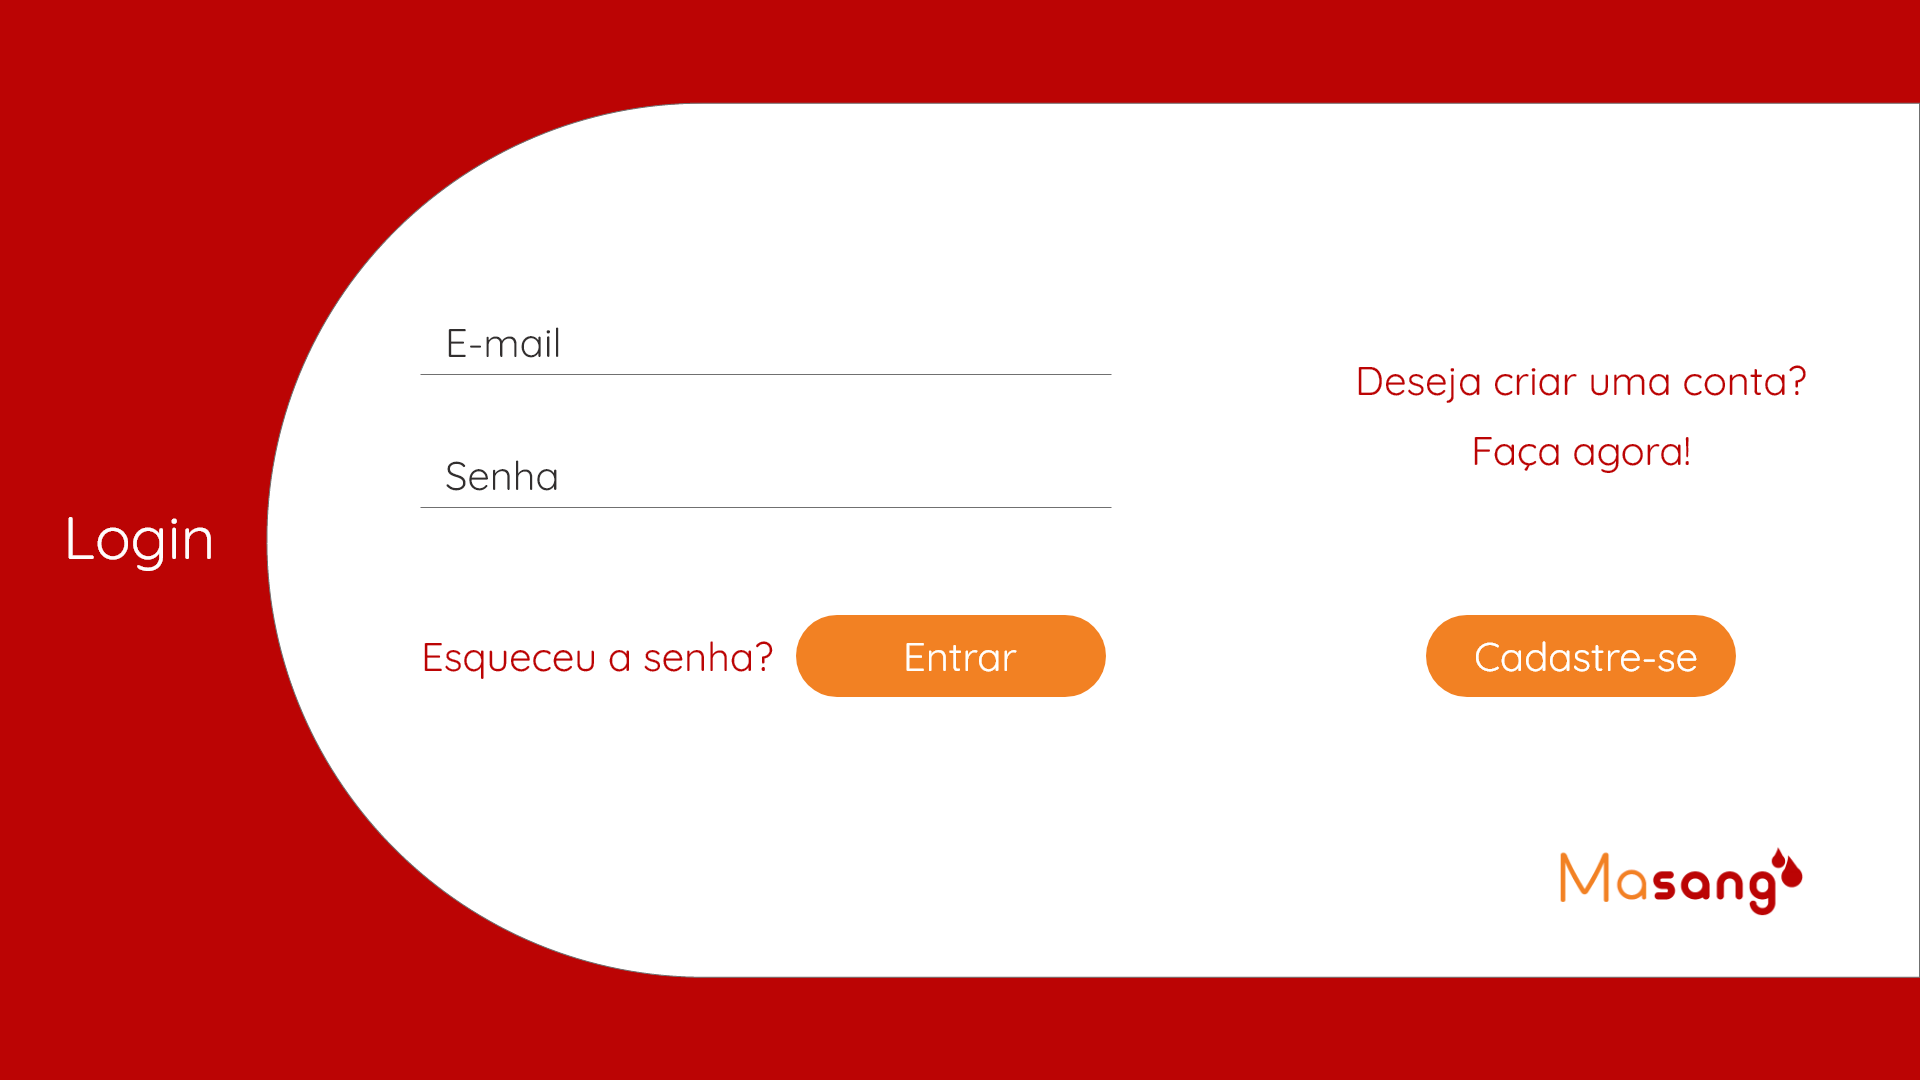 Login
E-mail
Senha
Esqueceu a senha?
Entrar
Deseja criar uma conta?
Faça agora!
Cadastre-se
Masang